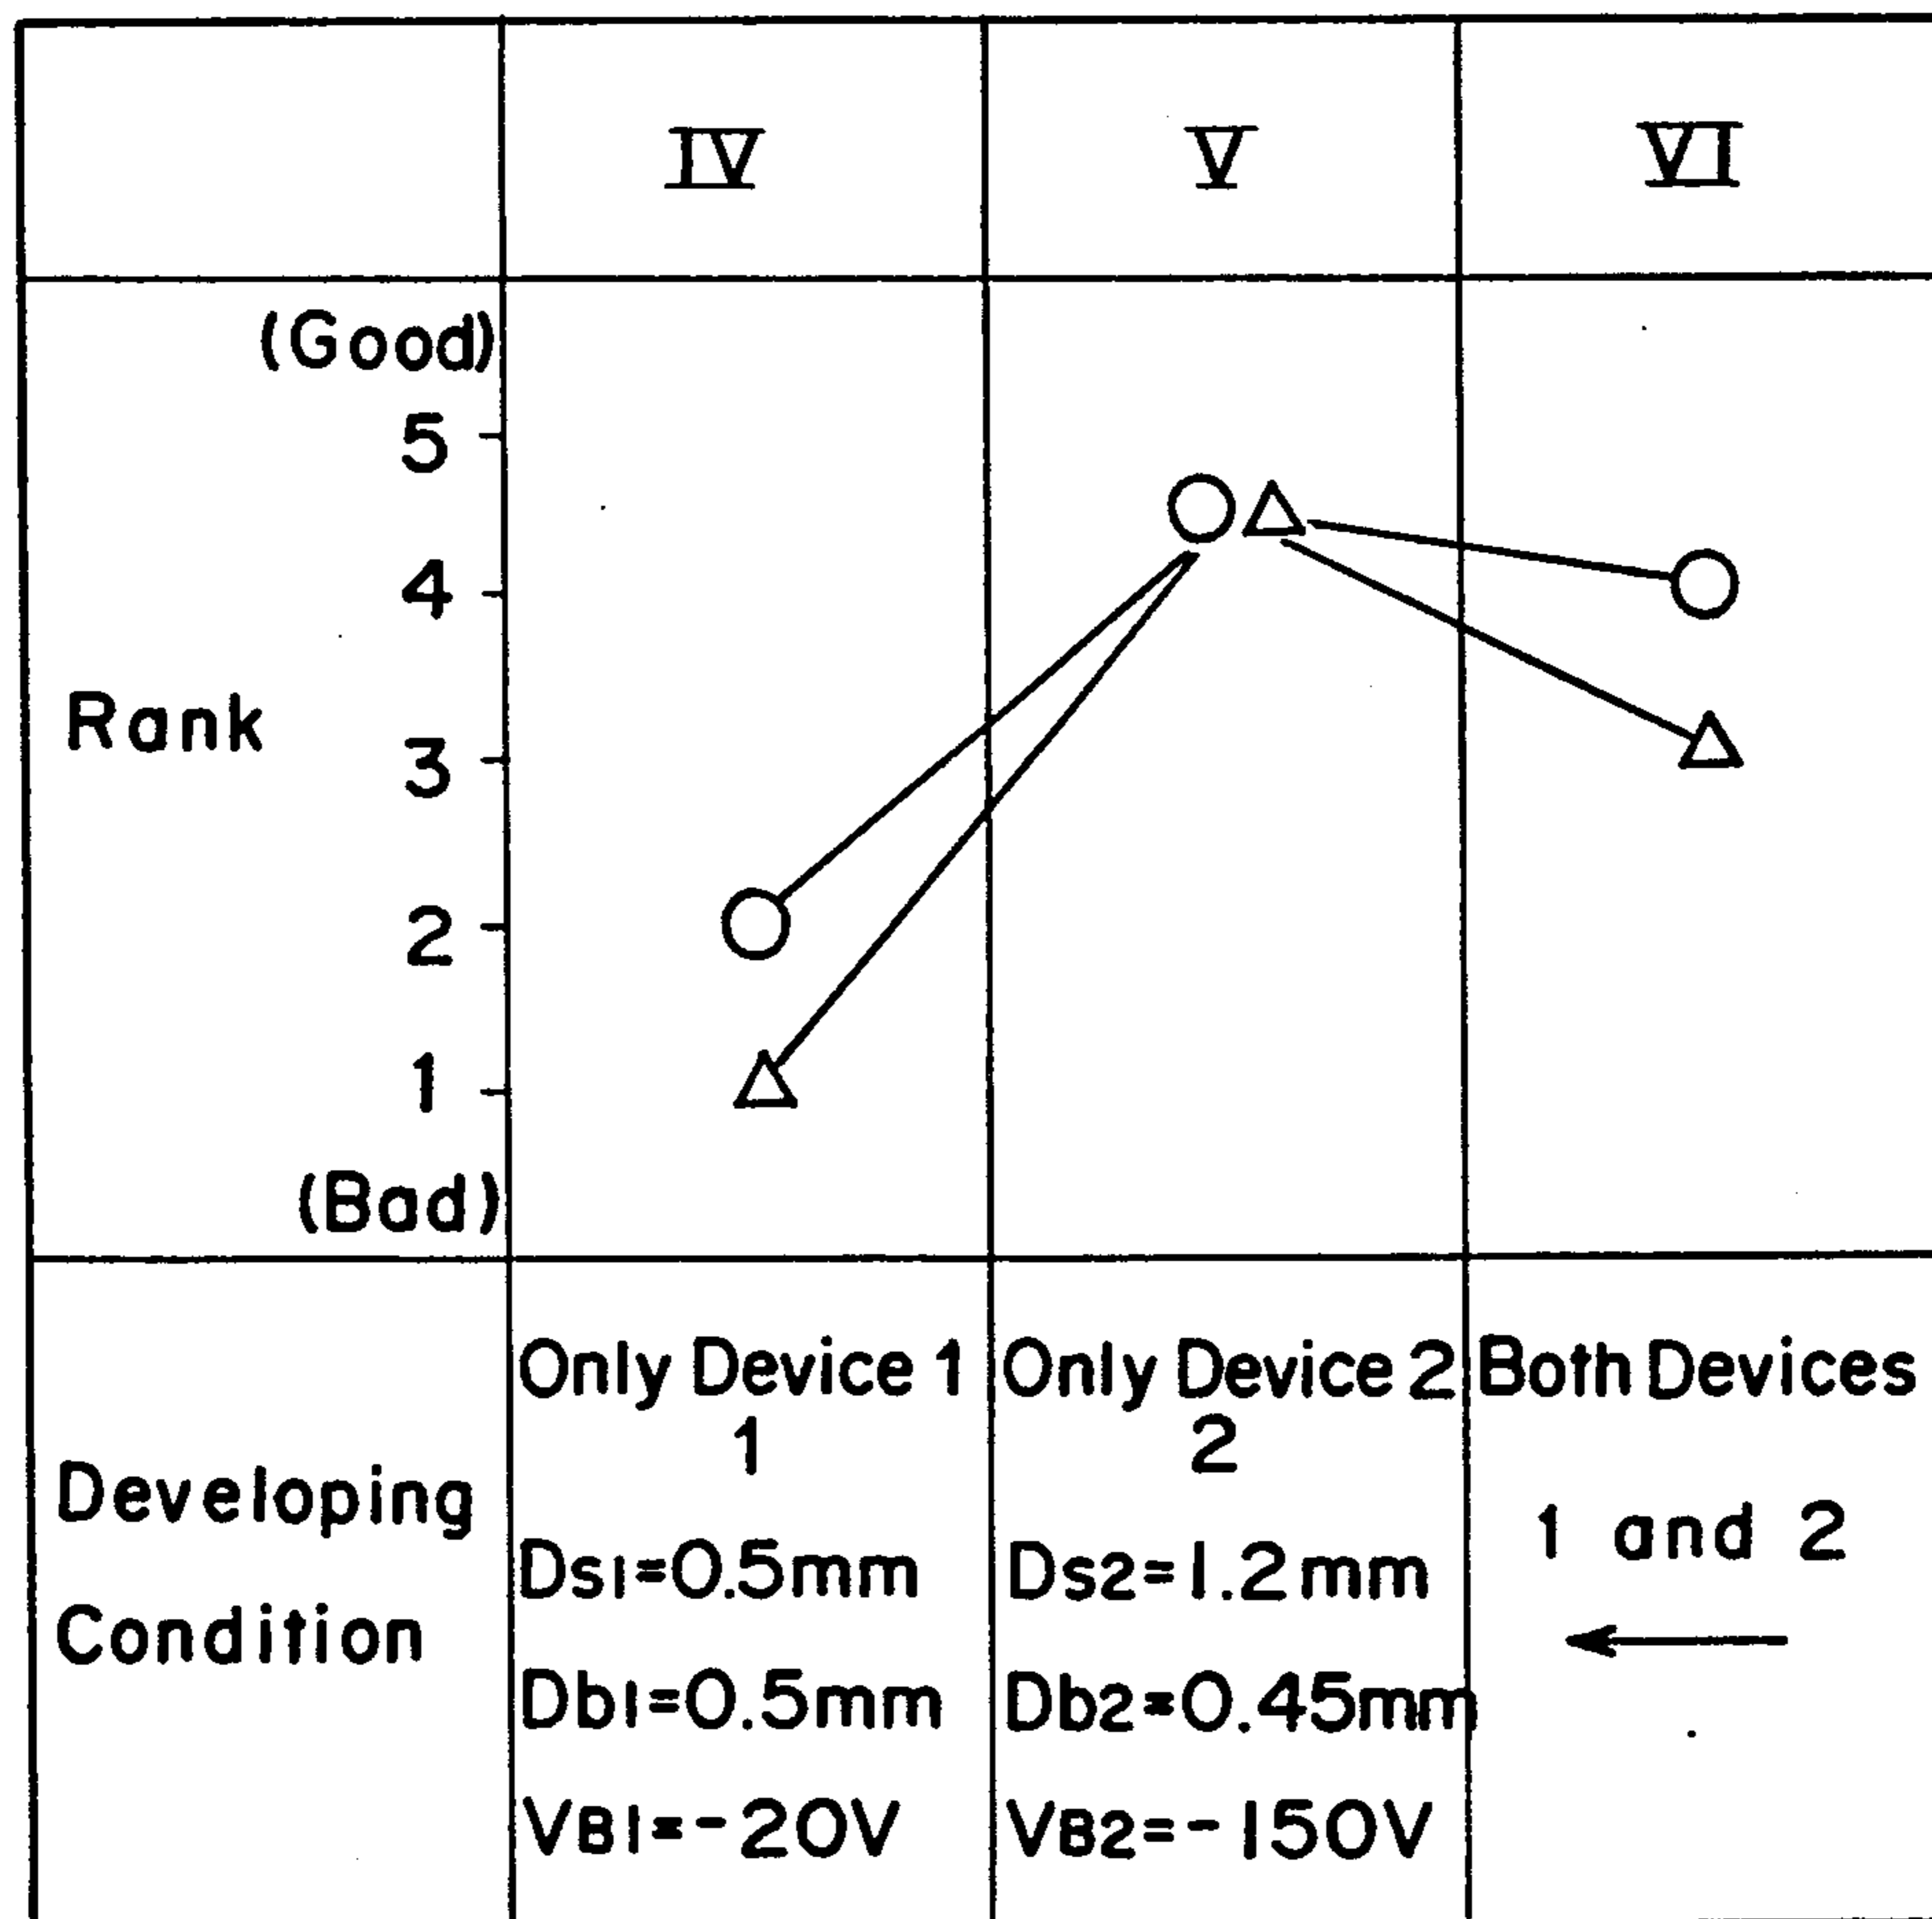 IV V VI
(Good)
5
4
Rank
3
2
1
(Bad)
Developing
Condition
Only Device 1
1
Ds1=0.5mm
Db1=0.5mm
VB1=-20V
Only Device 2
2
Ds2=1.2mm
Db2=0.45mm
VB2=-150V
Both Devices
1 and 2